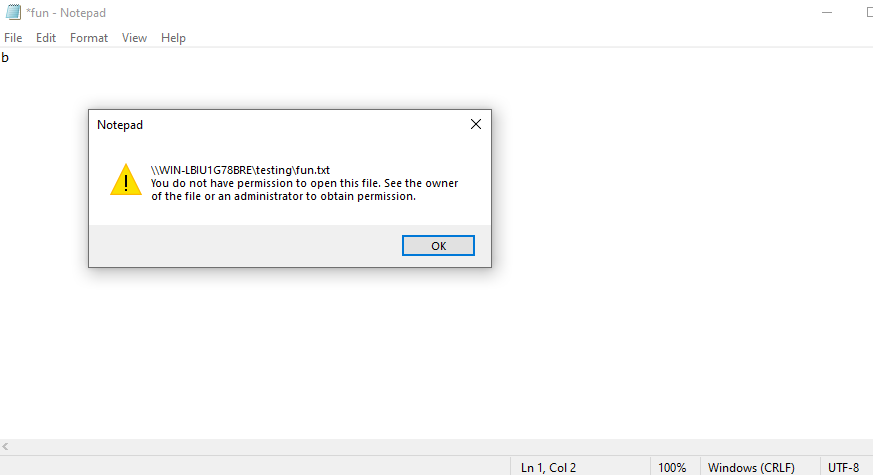 *fun - Notepad
File Edit Format View Help
b
Notepad
\\WIN-LBIU1G78BRE\testing\fun.txt
You do not have permission to open this file. See the owner
of the file or an administrator to obtain permission.
OK
Ln 1, Col 2 100% Windows (CRLF) UTF-8